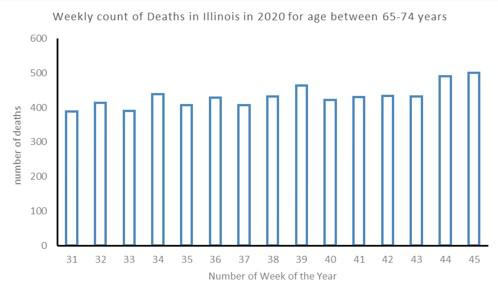 Weekly count of Deaths in Illinois in 2020 for age between 65-74 years
600
500
400
300
200
100
0
number of deaths
31 32 33 34 35 36 37 38 39 40 41 42 43 44 45
Number of Week of the Year